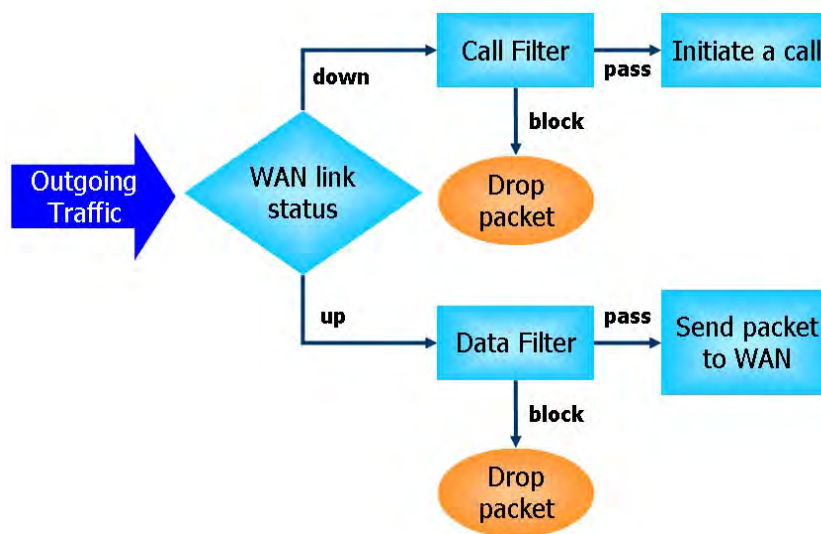 Outgoing
Traffic
WAN link
status
down
Call Filter
pass
Initiate a call
block
Drop
packet
up
Data Filter
pass
Send packet
to WAN
block
Drop
packet